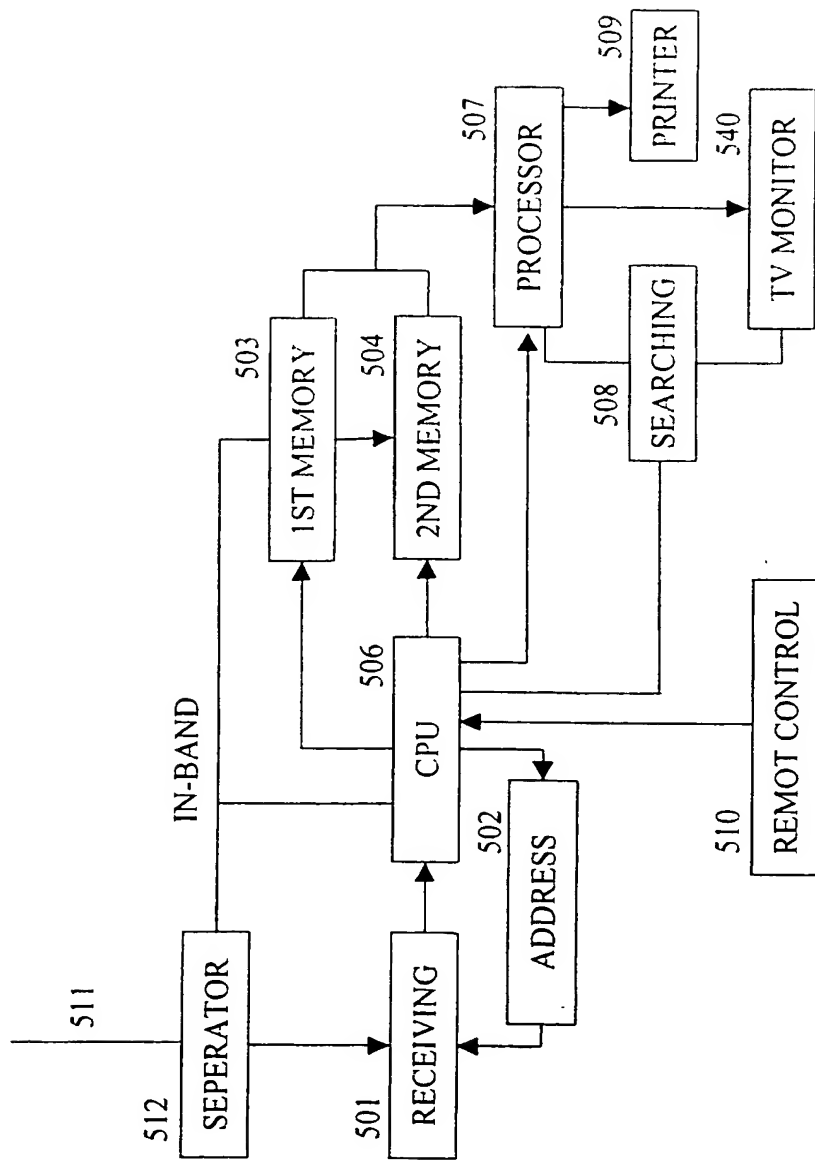 511
512
SEPERATOR
IN-BAND
501
RECEIVING
502
ADDRESS
506
CPU
503
1ST MEMORY
504
2ND MEMORY
507
PROCESSOR
509
PRINTER
508
SEARCHING
540
TV MONITOR
510
REMOT CONTROL